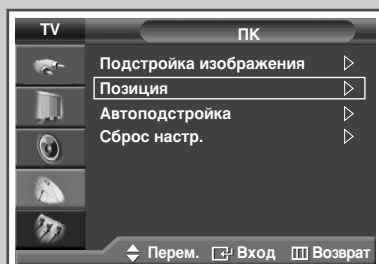 TV ПК
Подстройка изображения
Позиция
Автоподстройка
Сброс настр.
Перем. Вход Возврат